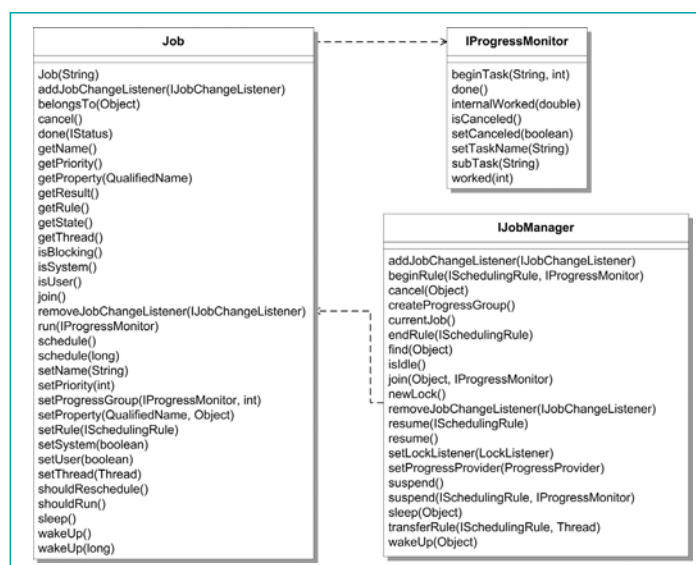 Job
Job(String)
addJobChangeListener(IJobChangeListener)
belongsTo(Object)
cancel()
done(IStatus)
getName()
getPriority()
getProperty(QualifiedName)
getResult()
getRule()
getState()
getThread()
isBlocking()
isSystem()
isUser()
join()
removeJobChangeListener(IJobChangeListener)
run(IProgressMonitor)
schedule()
schedule(long)
setName(String)
setPriority(int)
setProgressGroup(IProgressMonitor, int)
setProperty(QualifiedName, Object)
setRule(ISchedulingRule)
setSystem(boolean)
setUser(boolean)
setThread(Thread)
shouldReschedule()
shouldRun()
sleep()
wakeUp()
wakeUp(long)
IProgressMonitor
beginTask(String, int)
done()
internalWorked(double)
isCanceled()
setCanceled(boolean)
setTaskName(String)
subTask(String)
worked(int)
IJobManager
addJobChangeListener(IJobChangeListener)
beginRule(ISchedulingRule, IProgressMonitor)
cancel(Object)
createProgressGroup()
currentJob()
endRule(ISchedulingRule)
find(Object)
isIdle()
join(Object, IProgressMonitor)
newLock()
removeJobChangeListener(IJobChangeListener)
resume(ISchedulingRule)
resume()
setLockListener(LockListener)
setProgressProvider(ProgressProvider)
suspend()
suspend(ISchedulingRule, IProgressMonitor)
sleep(Object)
transferRule(ISchedulingRule, Thread)
wakeUp(Object)